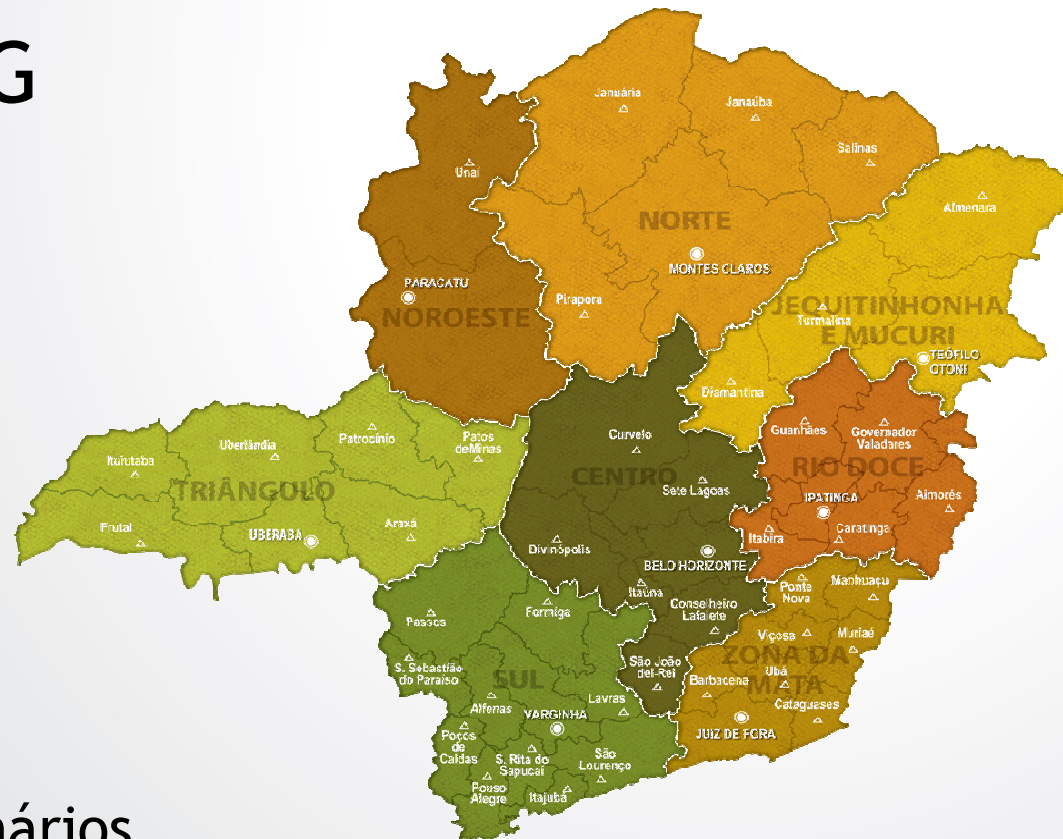 G
Januária
Janaúba
Salinas
Unaí
Almenara
NORTE
MONTES CLAROS
PARACATU
NOROESTE
Pirapora
JEQUITINHONHA
E MUCURI
Turmalina
TEÓFILO
OTONI
Diamantina
Guanhães
Governador
Valadares
RIO DOCE
IPATINGA
Aimorés
Itabira
Caratinga
Curvelo
CENTRO
Sete Lagoas
Divinópolis
BELO HORIZONTE
Itaúna
Conselheiro
Lafaiete
São João
del-Rei
Ituiutaba
Uberlândia
Patrocínio
Patos
de Minas
TRIÂNGULO
Frutal
UBERABA
Araxá
Passos
Formiga
S. Sebastião
do Paraíso
SUL
Alfenas
Lavras
VARGINHA
Poços
de
Caldas
S. Rita do
Sapucaí
São
Lourenço
Pouso
Alegre
Itajubá
Ponte
Nova
Manhuaçu
Viçosa
Muriaé
ZONA DA
MATA
Ubá
Barbacena
Cataguases
JUIZ DE FORA